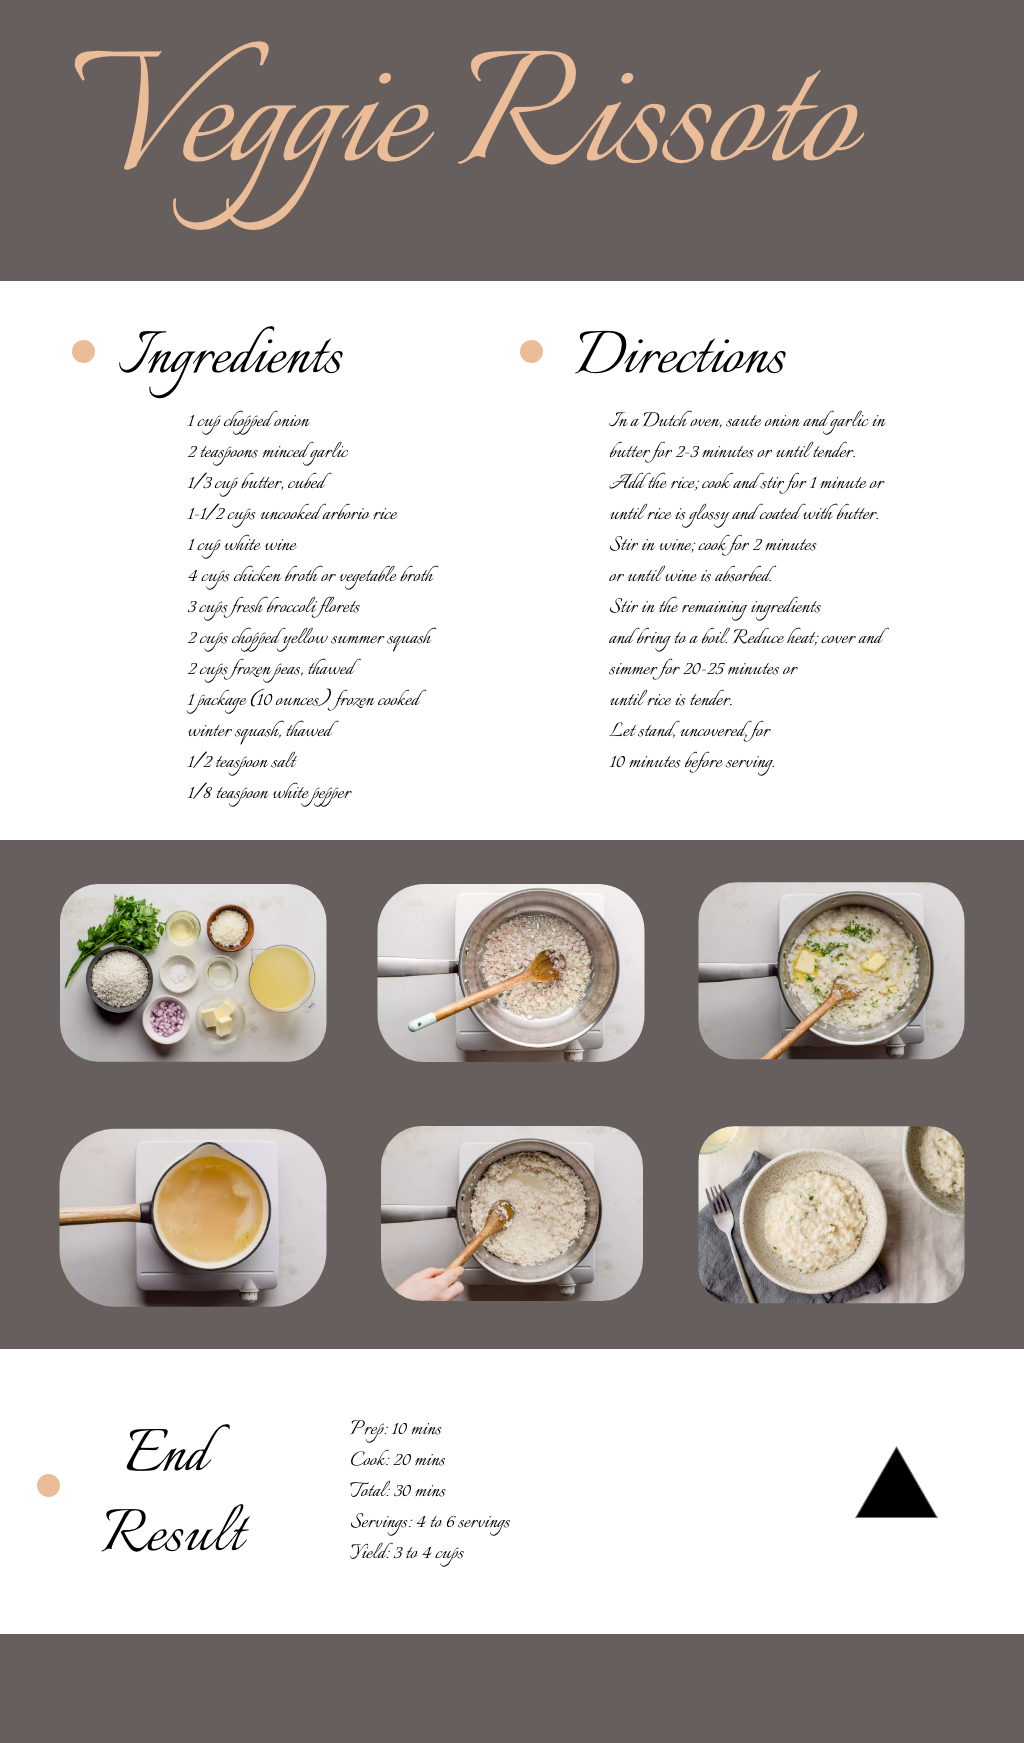 Veggie Rissoto
Ingredients
1 cup chopped onion
2 teaspoons minced garlic
1/3 cup butter, cubed
1-1/2 cups uncooked arborio rice
1 cup white wine
4 cups chicken broth or vegetable broth
3 cups fresh broccoli florets
2 cups chopped yellow summer squash
2 cups frozen peas, thawed
1 package (10 ounces) frozen cooked
winter squash, thawed
1/2 teaspoon salt
1/8 teaspoon white pepper
Directions
In a Dutch oven, saute onion and garlic in
butter for 2-3 minutes or until tender.
Add the rice; cook and stir for 1 minute or
until rice is glossy and coated with butter.
Stir in wine; cook for 2 minutes
or until wine is absorbed.
Stir in the remaining ingredients
and bring to a boil. Reduce heat; cover and
simmer for 20-25 minutes or
until rice is tender.
Let stand, uncovered, for
10 minutes before serving.
End
Result
Prep: 10 mins
Cook: 20 mins
Total: 30 mins
Servings: 4 to 6 servings
Yield: 3 to 4 cups